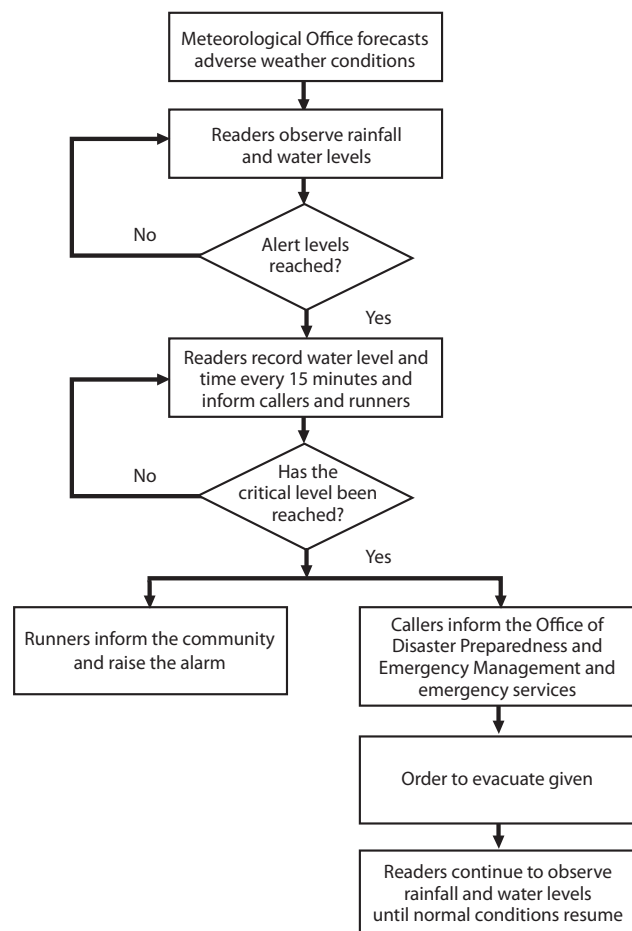 Meteorological Office forecasts
adverse weather conditions
Readers observe rainfall
and water levels
No
Alert levels
reached?
Yes
Readers record water level and
time every 15 minutes and
inform callers and runners
No
Has the
critical level been
reached?
Yes
Runners inform the community
and raise the alarm
Callers inform the Office of
Disaster Preparedness and
Emergency Management and
emergency services
Order to evacuate given
Readers continue to observe
rainfall and water levels
until normal conditions resume